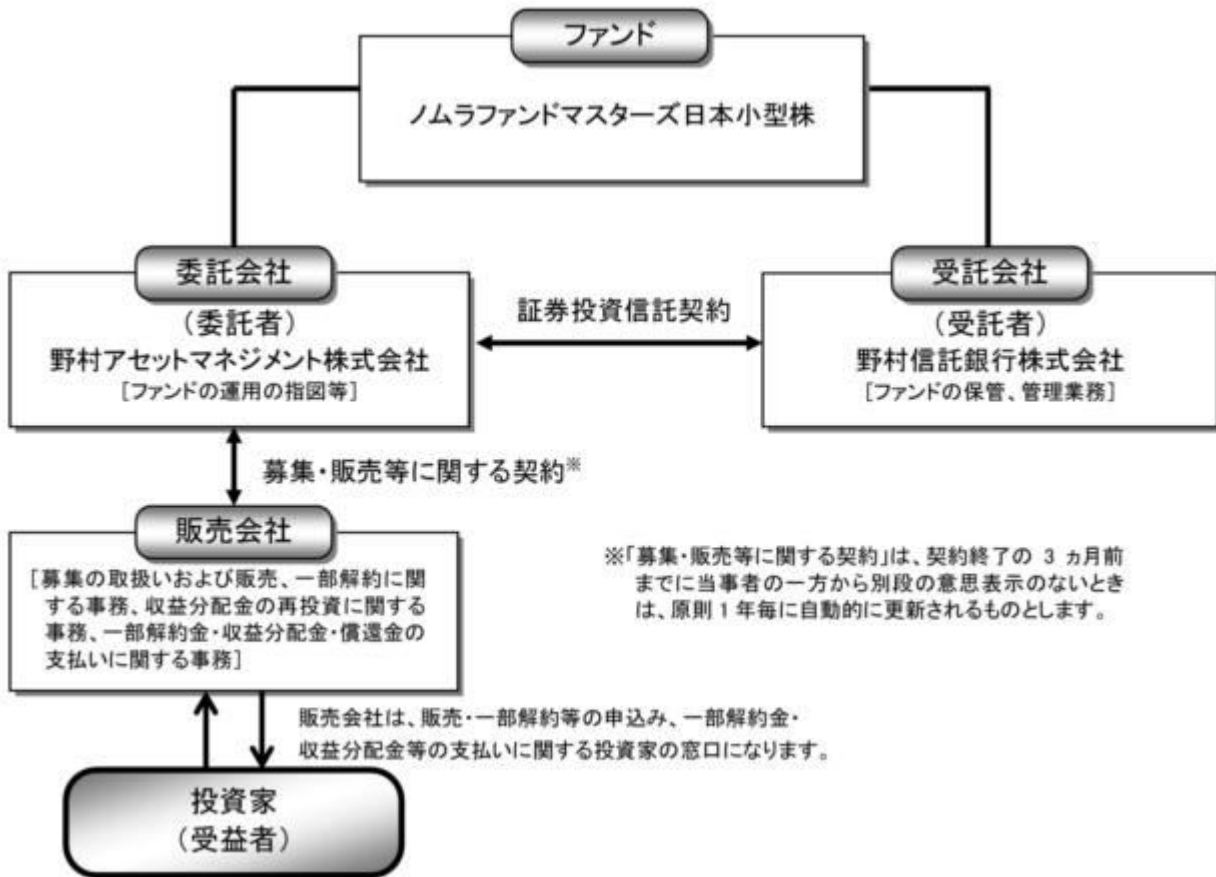 ファンド
ノムラファンドマスターズ日本小型株
委託会社
(委託者)
野村アセットマネジメント株式会社
[ファンドの運用の指図等]
証券投資信託契約
受託会社
(受託者)
野村信託銀行株式会社
[ファンドの保管、管理業務]
募集・販売等に関する契約※
販売会社
[募集の取扱いおよび販売、一部解約に関
する事務、収益分配金の再投資に関する
事務、一部解約金・収益分配金・償還金の
支払いに関する事務]
※「募集・販売等に関する契約」は、契約終了の 3 ヵ月前
までに当事者の一方から別段の意思表示のないとき
は、原則 1 年毎に自動的に更新されるものとします。
販売会社は、販売・一部解約等の申込み、一部解約金・
収益分配金等の支払いに関する投資家の窓口になります。
投資家
(受益者)